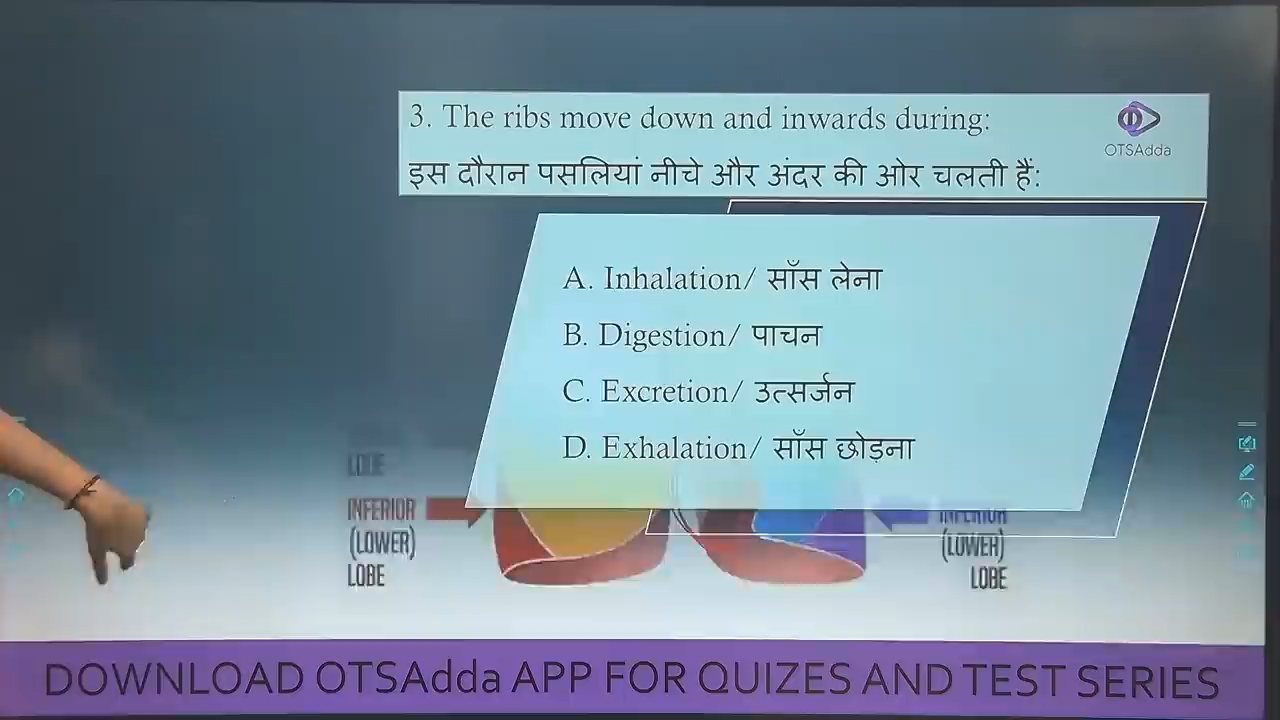 3. The ribs move down and inwards during:
OTSAdda
इस दौरान पसलियां नीचे और अंदर की ओर चलती हैं:
A. Inhalation/ साँस लेना
B. Digestion/ पाचन
C. Excretion/ उत्सर्जन
D. Exhalation/ साँस छोड़ना
LOBE
INFERIOR
(LOWER)
LOBE
INFERIOR
(LOWER)
LOBE
DOWNLOAD OTSAdda APP FOR QUIZES AND TEST SERIES